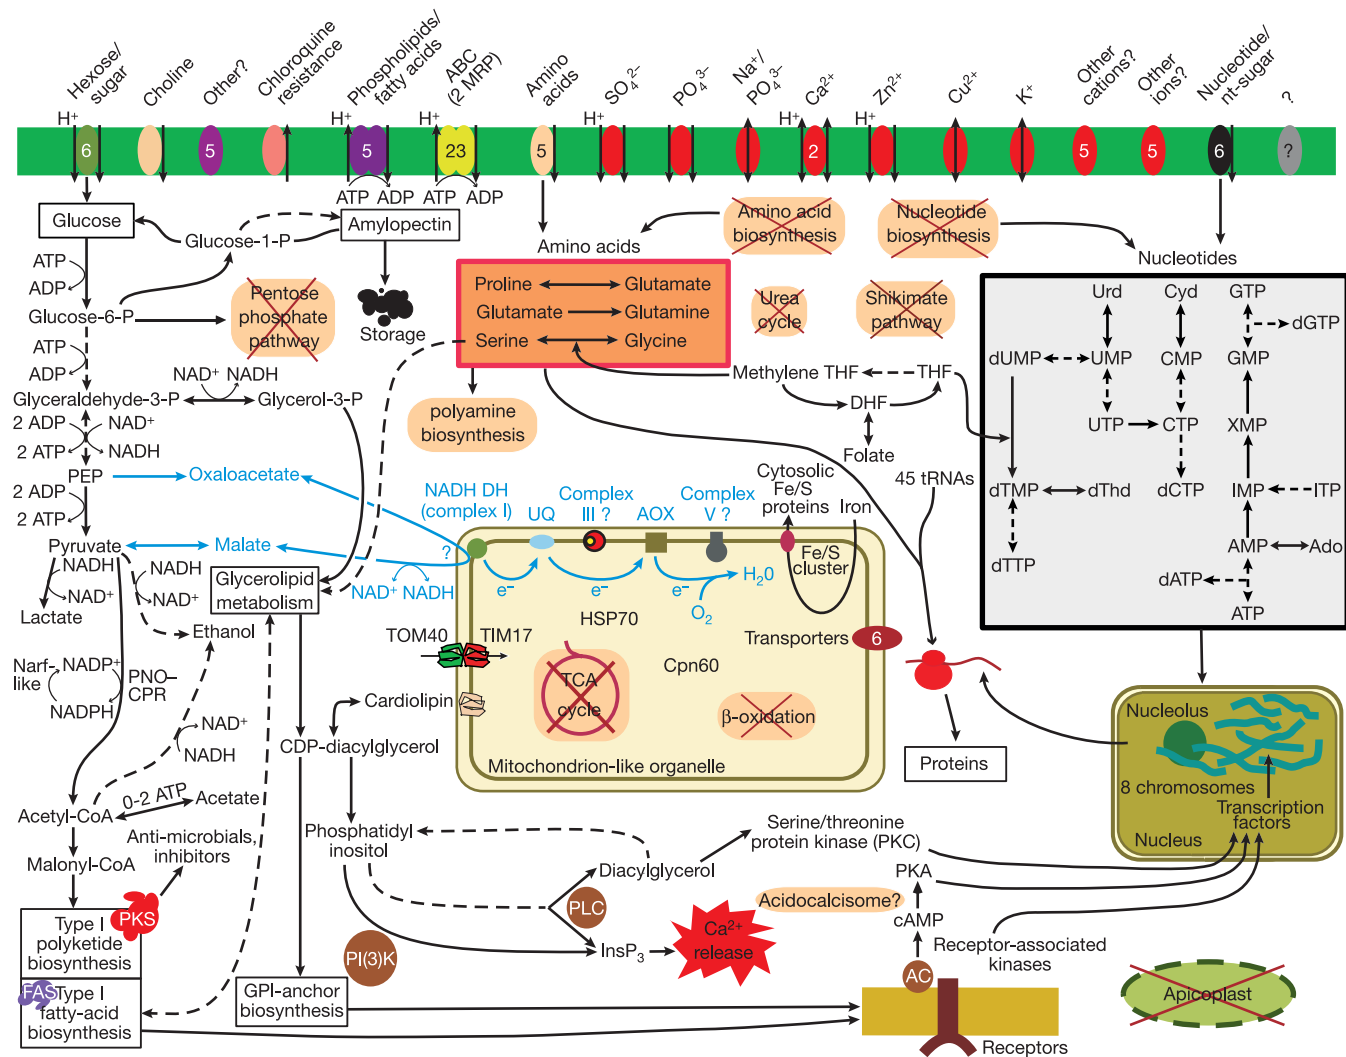 Hexose/
sugar
Choline
Other?
Chloroquine
resistance
Phospholipids/
fatty acids
ABC
(2 MRP)
Amino
acids
SO₄²⁻
PO₄³⁻
Na⁺/
PO₄³⁻
Ca²⁺
Zn²⁺
Cu²⁺
K⁺
Other
cations?
Other
ions?
Nucleotide/
nt-sugar
?
H⁺
H⁺
H⁺
H⁺
H⁺
H⁺
6
5
5
23
5
2
5
5
6
?
ATP
ADP
ATP
ADP
Glucose
Glucose-1-P
Amylopectin
Storage
ATP
ADP
Glucose-6-P
Pentose
phosphate
pathway
ATP
ADP
NAD⁺
NADH
Glyceraldehyde-3-P
Glycerol-3-P
2 ADP
NAD⁺
2 ATP
NADH
PEP
Oxaloacetate
2 ADP
2 ATP
Pyruvate
Malate
NADH
NAD⁺
Lactate
NADH
NAD⁺
Ethanol
Glycerolipid
metabolism
NAD⁺
NADH
?
Narf-
like
NADP⁺
NADPH
PNO–
CPR
NAD⁺
NADH
Acetyl-CoA
0-2 ATP
Acetate
Malonyl-CoA
Anti-microbials,
inhibitors
PKS
Type I
polyketide
biosynthesis
FAS
Type I
fatty-acid
biosynthesis
Amino acids
Amino acid
biosynthesis
Nucleotide
biosynthesis
Proline
Glutamate
Glutamate
Glutamine
Serine
Glycine
Urea
cycle
Shikimate
pathway
polyamine
biosynthesis
Methylene THF
THF
DHF
Folate
45 tRNAs
Nucleotides
Urd
Cyd
GTP
dGTP
dUMP
UMP
CMP
GMP
UTP
CTP
XMP
dTMP
dThd
dCTP
IMP
ITP
AMP
Ado
dTTP
dATP
ATP
NADH DH
(complex I)
UQ
Complex
III ?
AOX
Complex
V ?
Cytosolic
Fe/S
proteins
Iron
Fe/S
cluster
e⁻
e⁻
e⁻
H₂0
O₂
HSP70
Cpn60
TOM40
TIM17
Transporters
6
TCA
cycle
β-oxidation
Mitochondrion-like organelle
Cardiolipin
CDP-diacylglycerol
Phosphatidyl
inositol
Proteins
Nucleolus
8 chromosomes
Transcription
factors
Nucleus
Diacylglycerol
Serine/threonine
protein kinase (PKC)
PKA
PLC
Acidocalcisome?
cAMP
InsP₃
Ca²⁺
release
PI(3)K
AC
Receptor-associated
kinases
GPI-anchor
biosynthesis
Receptors
Apicoplast